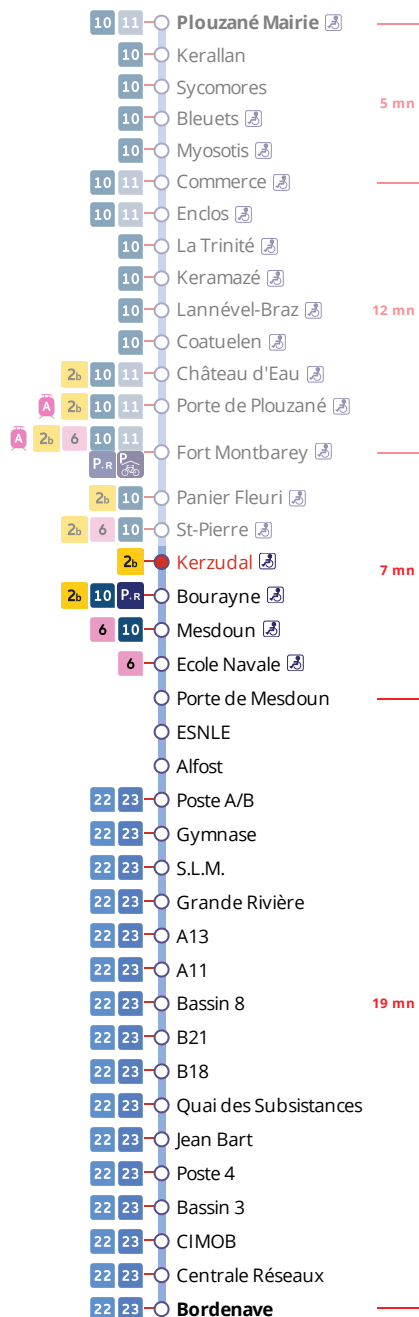 10 11 Plouzané Mairie
10 Kerallan
5 mn
10 Sycomores
10 Bleuets
10 Myosotis
10 11 Commerce
10 11 Enclos
10 La Trinité
10 Keramazé
10 Lannével-Braz
12 mn
10 Coatuelen
2b 10 11 Château d'Eau
A 2b 10 11 Porte de Plouzané
A 2b 6 10 11
P+R P Fort Montbarey
2b 10 Panier Fleuri
2b 6 10 St-Pierre
2b Kerzudal
7 mn
2b 10 P+R Bourayne
6 10 Mesdoun
6 Ecole Navale
Porte de Mesdoun
ESNLE
Alfost
22 23 Poste A/B
22 23 Gymnase
22 23 S.L.M.
22 23 Grande Rivière
22 23 A13
22 23 A11
22 23 Bassin 8
19 mn
22 23 B21
22 23 B18
22 23 Quai des Subsistances
22 23 Jean Bart
22 23 Poste 4
22 23 Bassin 3
22 23 CIMOB
22 23 Centrale Réseaux
22 23 Bordenave